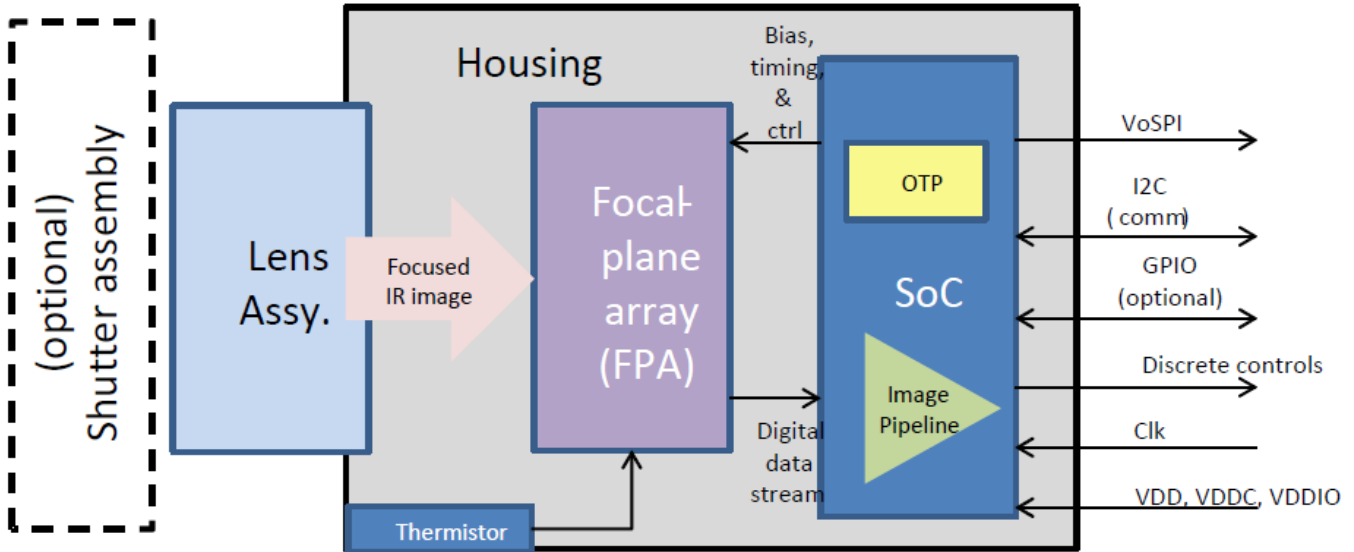 (optional)
Shutter assembly
Lens
Assy.
Housing
Focused
IR image
Focal-
plane
array
(FPA)
Thermistor
Bias,
timing,
&
ctrl
Digital
data
stream
OTP
SoC
Image
Pipeline
VoSPI
I2C
( comm)
GPIO
(optional)
Discrete controls
Clk
VDD, VDDC, VDDIO